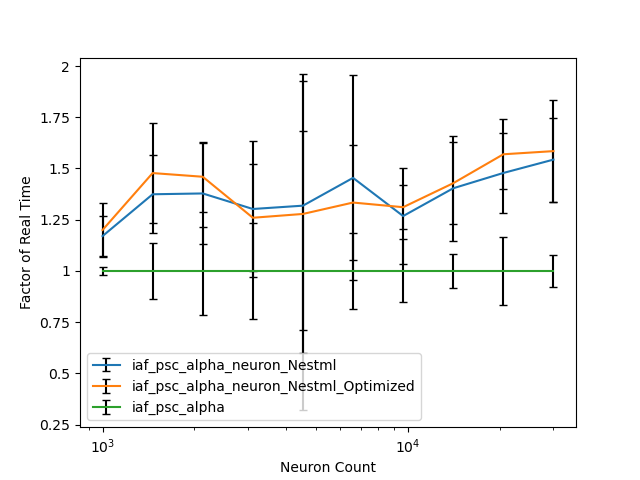 2
1.75
1.5
1.25
1
0.75
0.5
0.25
Factor of Real Time
iaf_psc_alpha_neuron_Nestml
iaf_psc_alpha_neuron_Nestml_Optimized
iaf_psc_alpha
10³
10⁴
Neuron Count